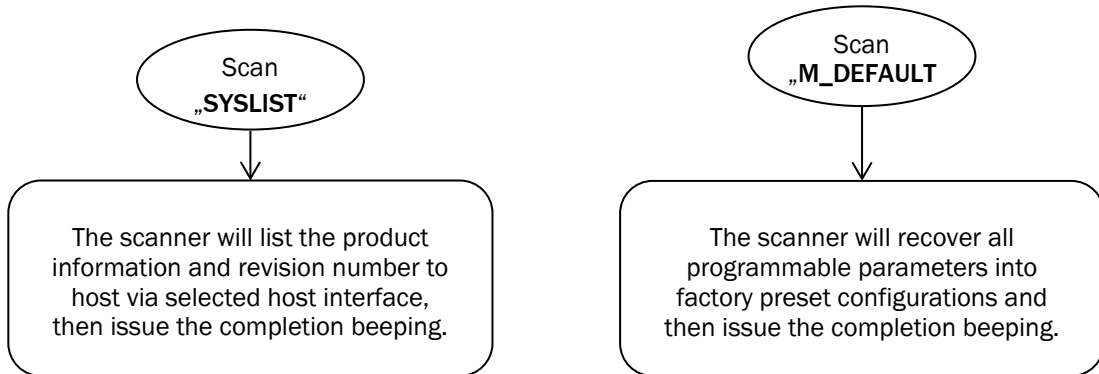 Scan
„SYSLIST“
The scanner will list the product
information and revision number to
host via selected host interface,
then issue the completion beeping.
Scan
„M_DEFAULT
The scanner will recover all
programmable parameters into
factory preset configurations and
then issue the completion beeping.